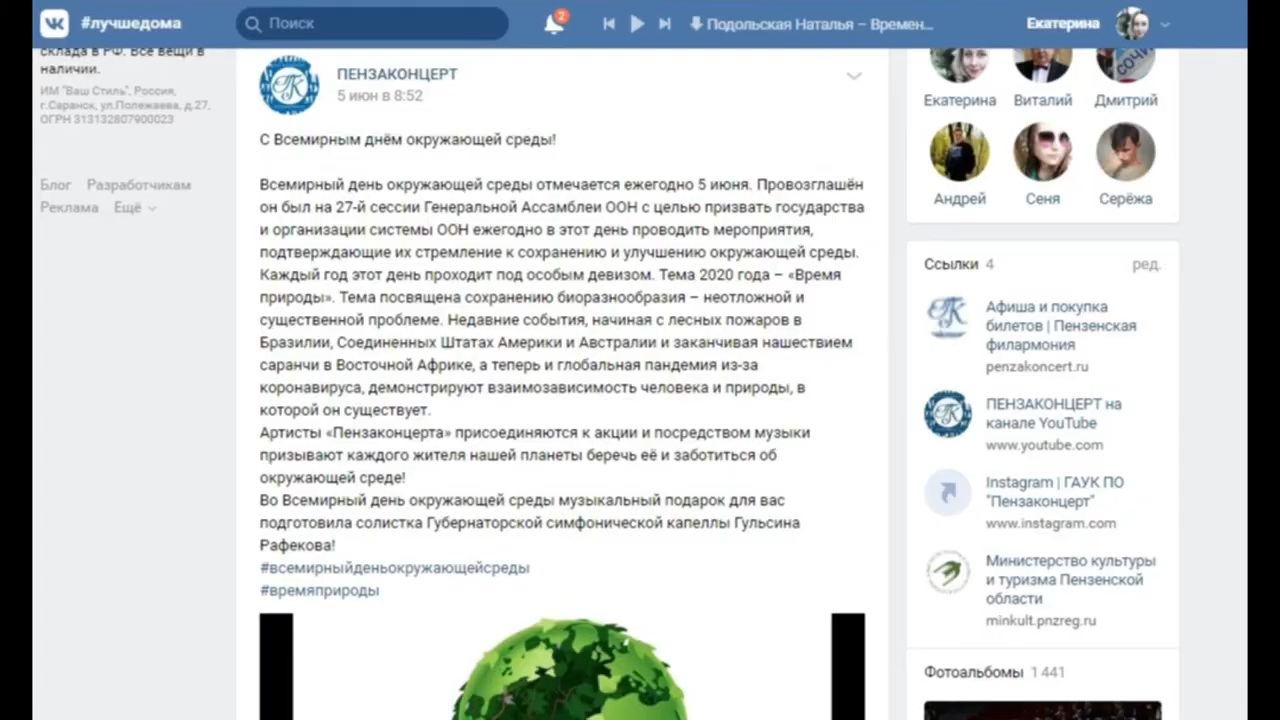 #лучшедома
Поиск
2
Подольская Наталья – Времен...
Екатерина
склада в РФ. Все вещи в
наличии.
ИМ "Ваш Стиль", Россия,
г.Саранск, ул.Полежаева, д.27,
ОГРН 313132807900023
Блог Разработчикам
Реклама Ещё
ПЕНЗАКОНЦЕРТ
5 июн в 8:52
С Всемирным днём окружающей среды!
Всемирный день окружающей среды отмечается ежегодно 5 июня. Провозглашён
он был на 27-й сессии Генеральной Ассамблеи ООН с целью призвать государства
и организации системы ООН ежегодно в этот день проводить мероприятия,
подтверждающие их стремление к сохранению и улучшению окружающей среды.
Каждый год этот день проходит под особым девизом. Тема 2020 года – «Время
природы». Тема посвящена сохранению биоразнообразия – неотложной и
существенной проблеме. Недавние события, начиная с лесных пожаров в
Бразилии, Соединенных Штатах Америки и Австралии и заканчивая нашествием
саранчи в Восточной Африке, а теперь и глобальная пандемия из-за
коронавируса, демонстрируют взаимозависимость человека и природы, в
которой он существует.
Артисты «Пензаконцерта» присоединяются к акции и посредством музыки
призывают каждого жителя нашей планеты беречь её и заботиться об
окружающей среде!
Во Всемирный день окружающей среды музыкальный подарок для вас
подготовила солистка Губернаторской симфонической капеллы Гульсина
Рафекова!
#всемирныйденьокружающейсреды
#времяприроды
СОЧИ
Екатерина Виталий Дмитрий
Андрей Сеня Серёжа
Ссылки 4 ред.
Афиша и покупка
билетов | Пензенская
филармония
penzakoncert.ru
ПЕНЗАКОНЦЕРТ на
канале YouTube
www.youtube.com
Instagram | ГАУК ПО
"Пензаконцерт"
www.instagram.com
Министерство культуры
и туризма Пензенской
области
minkult.pnzreg.ru
Фотоальбомы 1 441